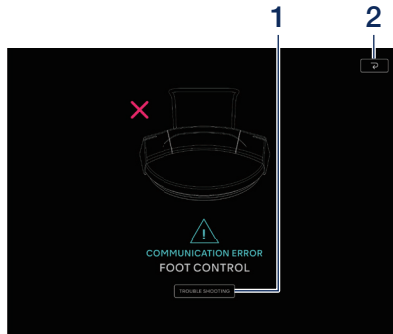 1 2
COMMUNICATION ERROR
FOOT CONTROL
TROUBLE SHOOTING